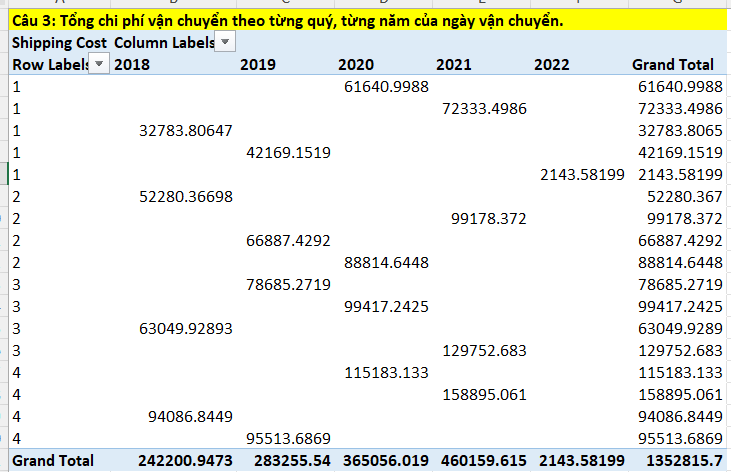 Câu 3: Tổng chi phí vận chuyển theo từng quý, từng năm của ngày vận chuyển.
Shipping Cost Column Labels
Row Labels 2018 2019 2020 2021 2022 Grand Total
1 61640.9988 61640.9988
1 72333.4986 72333.4986
1 32783.80647 32783.8065
1 42169.1519 42169.1519
1 2143.58199 2143.58199
2 52280.36698 52280.367
2 99178.372 99178.372
2 66887.4292 66887.4292
2 88814.6448 88814.6448
3 78685.2719 78685.2719
3 99417.2425 99417.2425
3 63049.92893 63049.9289
3 129752.683 129752.683
4 115183.133 115183.133
4 158895.061 158895.061
4 94086.8449 94086.8449
4 95513.6869 95513.6869
Grand Total 242200.9473 283255.54 365056.019 460159.615 2143.58199 1352815.7